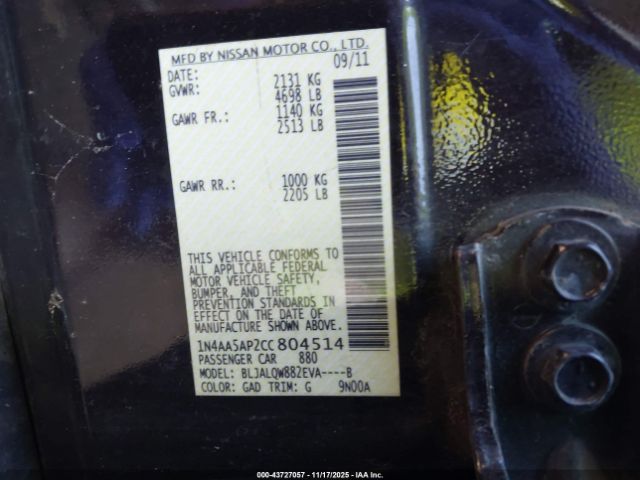 MFD BY NISSAN MOTOR CO., LTD.
DATE: 09/11
GVWR: 2131 KG
4698 LB
GAWR FR.: 1140 KG
2513 LB
GAWR RR.: 1000 KG
2205 LB
THIS VEHICLE CONFORMS TO
ALL APPLICABLE FEDERAL
MOTOR VEHICLE SAFETY,
BUMPER, AND THEFT
PREVENTION STANDARDS IN
EFFECT ON THE DATE OF
MANUFACTURE SHOWN ABOVE.
1N4AA5AP2CC804514
PASSENGER CAR 880
MODEL: BLJALQW882EVA----B
COLOR: GAD TRIM: G 9N00A
000-43727057 - 11/17/2025 - IAA Inc.